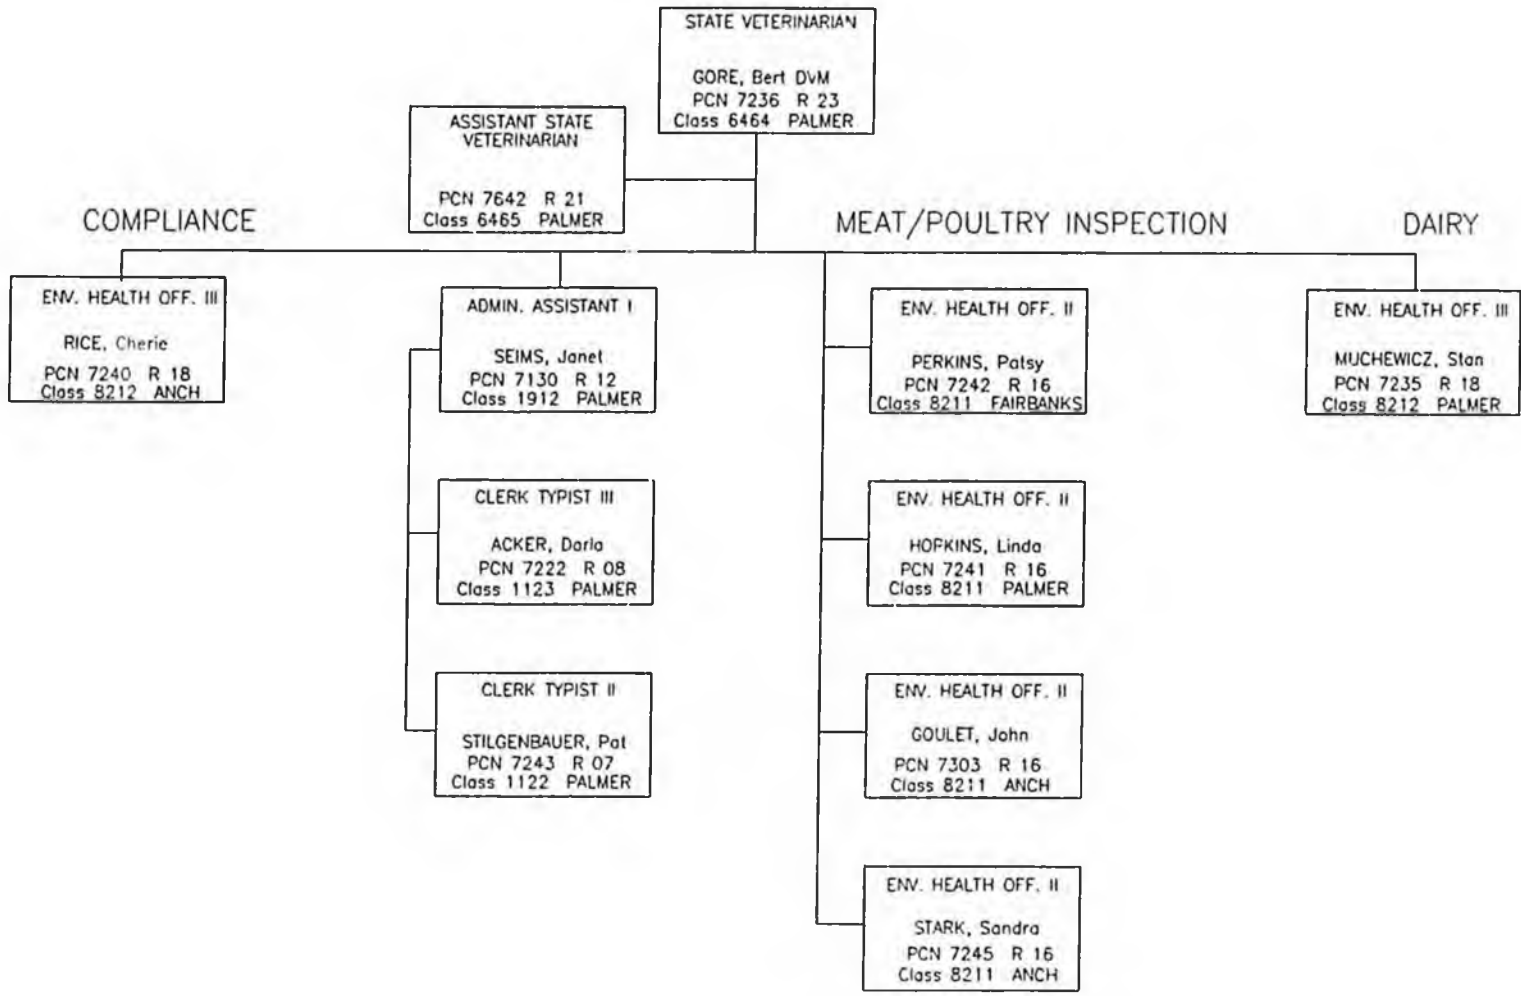 STATE VETERINARIAN
GORE, Bert DVM
PCN 7236 R 23
Class 6464 PALMER
ASSISTANT STATE
VETERINARIAN
PCN 7642 R 21
Class 6465 PALMER
COMPLIANCE
MEAT/POULTRY INSPECTION
DAIRY
ENV. HEALTH OFF. III
RICE, Cherie
PCN 7240 R 18
Class 8212 ANCH
ADMIN. ASSISTANT I
SEIMS, Janet
PCN 7130 R 12
Class 1912 PALMER
CLERK TYPIST III
ACKER, Darla
PCN 7222 R 08
Class 1123 PALMER
CLERK TYPIST II
STILGENBAUER, Pat
PCN 7243 R 07
Class 1122 PALMER
ENV. HEALTH OFF. II
PERKINS, Patsy
PCN 7242 R 16
Class 8211 FAIRBANKS
ENV. HEALTH OFF. II
HOPKINS, Linda
PCN 7241 R 16
Class 8211 PALMER
ENV. HEALTH OFF. II
GOULET, John
PCN 7303 R 16
Class 8211 ANCH
ENV. HEALTH OFF. II
STARK, Sandra
PCN 7245 R 16
Class 8211 ANCH
ENV. HEALTH OFF. III
MUCHEWICZ, Stan
PCN 7235 R 18
Class 8212 PALMER